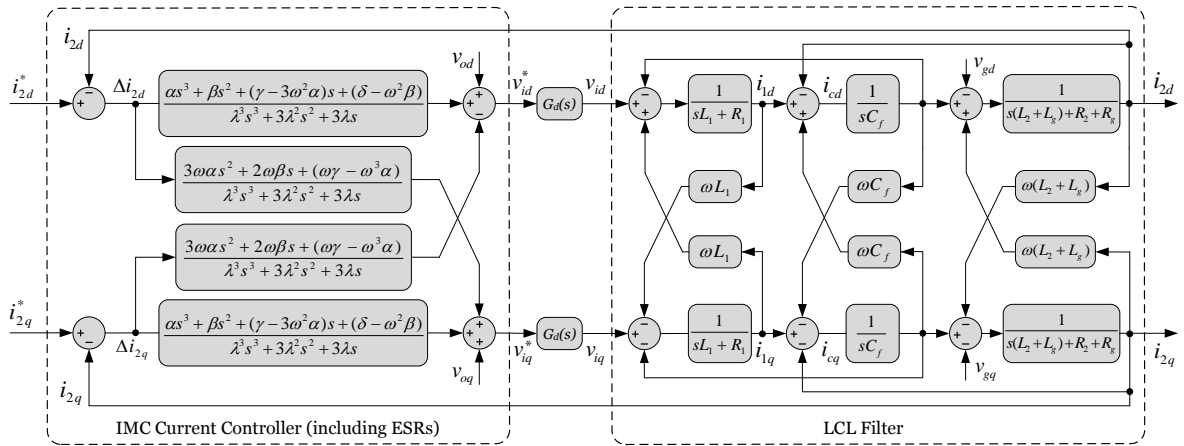 i2d
vod
v*id
vid
i*2d
Δi2d
αs³ + βs² + (γ − 3ω²α)s + (δ − ω²β)
λ³s³ + 3λ²s² + 3λs
Gd(s)
3ωαs² + 2ωβs + (ωγ − ω³α)
λ³s³ + 3λ²s² + 3λs
3ωαs² + 2ωβs + (ωγ − ω³α)
λ³s³ + 3λ²s² + 3λs
i*2q
Δi2q
αs³ + βs² + (γ − 3ω²α)s + (δ − ω²β)
λ³s³ + 3λ²s² + 3λs
Gd(s)
v*iq
viq
i2q
voq
IMC Current Controller (including ESRs)
1
sL1 + R1
i1d
icd
1
sCf
vgd
1
s(L2+Lg)+R2+Rg
i2d
ωL1
ωCf
ω(L2+Lg)
ωL1
ωCf
ω(L2+Lg)
1
sL1 + R1
i1q
icq
1
sCf
vgq
1
s(L2+Lg)+R2+Rg
i2q
LCL Filter